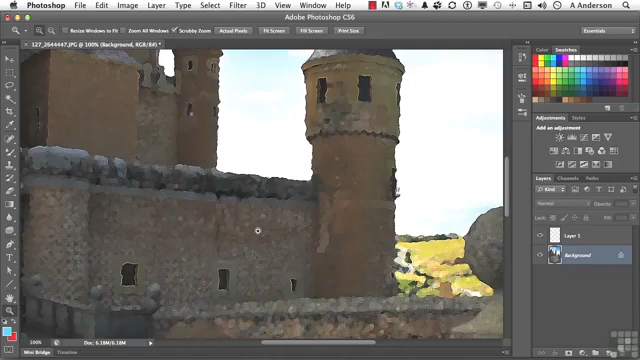 Photoshop File Edit Image Layer Type Select Filter 3D View Window Help A Anderson
Adobe Photoshop CS6
Resize Windows to Fit Zoom All Windows Scrubby Zoom Actual Pixels Fit Screen Fill Screen Print Size Essentials
127_2644447.JPG @ 100% (Background, RGB/8#) *
Color Swatches
Adjustments Styles
Add an adjustment
Layers Channels Paths
Kind
Normal
Lock:
Layer 1
Background
100% Doc: 6.18M/6.18M
Mini Bridge Timeline